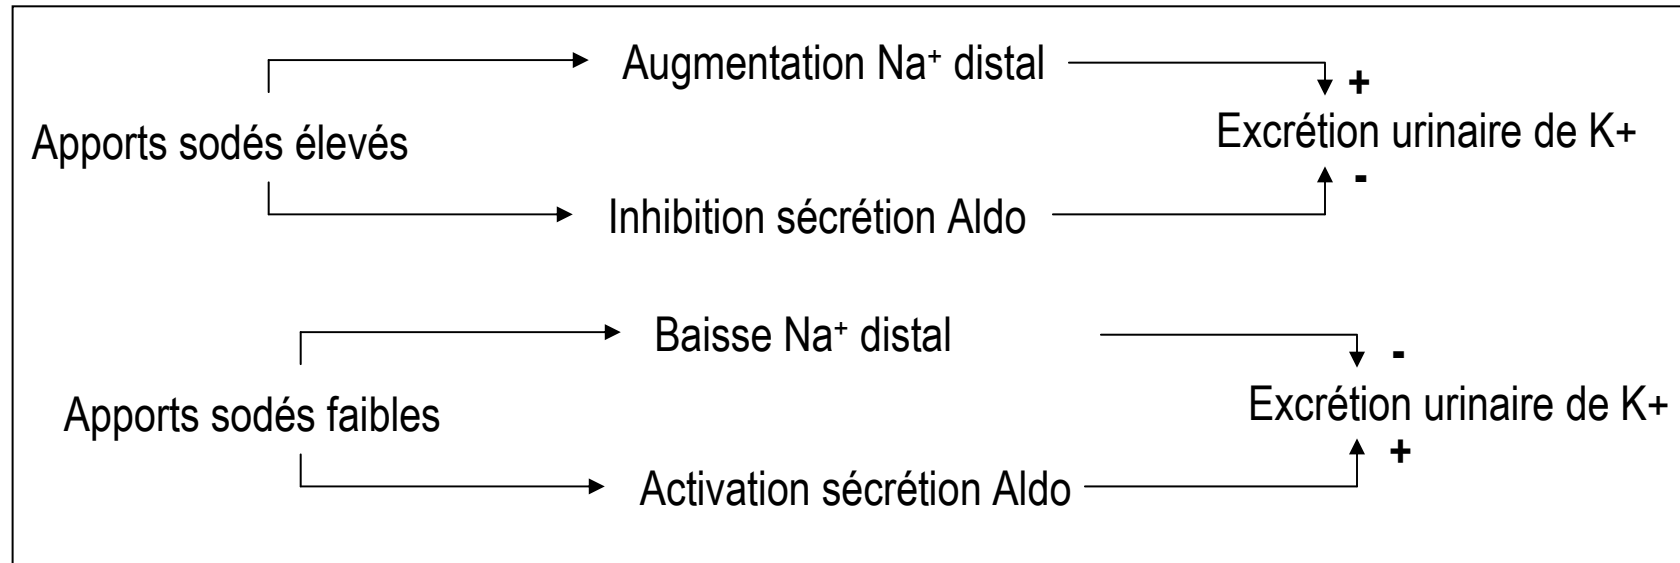 Augmentation Na⁺ distal
+
Apports sodés élevés
Excrétion urinaire de K+
-
Inhibition sécrétion Aldo
Baisse Na⁺ distal
-
Apports sodés faibles
Excrétion urinaire de K+
+
Activation sécrétion Aldo